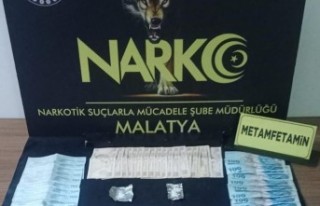 NARKO
NARKOTİK SUÇLARLA MÜCADELE ŞUBE MÜDÜRLÜĞÜ
MALATYA
METAMFETAMİN